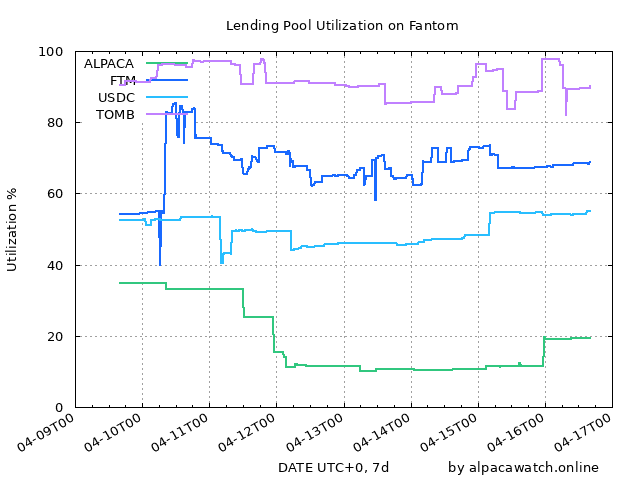 Lending Pool Utilization on Fantom
100
80
60
40
20
0
Utilization %
ALPACA
FTM
USDC
TOMB
04-09T00
04-10T00
04-11T00
04-12T00
04-13T00
04-14T00
04-15T00
04-16T00
04-17T00
DATE UTC+0, 7d
by alpacawatch.online